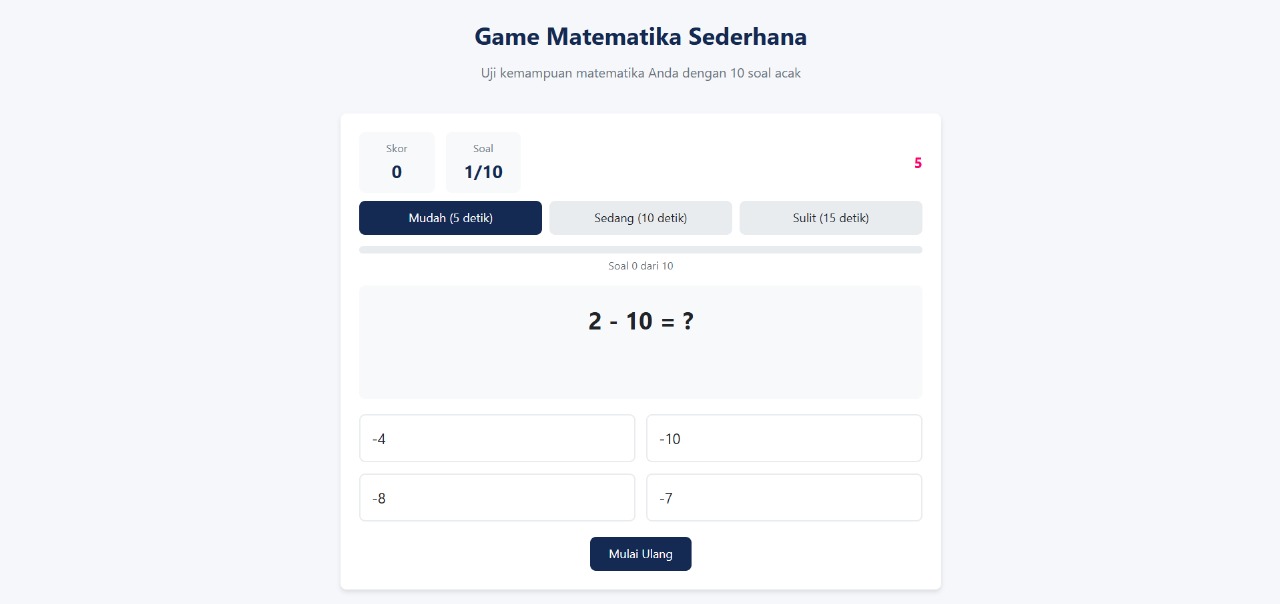 Game Matematika Sederhana
Uji kemampuan matematika Anda dengan 10 soal acak
Skor
0
Soal
1/10
5
Mudah (5 detik)
Sedang (10 detik)
Sulit (15 detik)
Soal 0 dari 10
2 - 10 = ?
-4
-10
-8
-7
Mulai Ulang